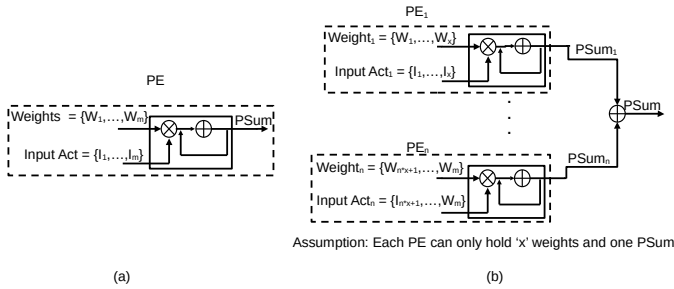 PE
Weights = {W1,…,Wm}
Input Act = {I1,…,Im}
PSum
(a)
PE1
Weight1 = {W1,…,Wx}
Input Act1 = {I1,…,Ix}
PSum1
PSum
PEn
Weightn = {Wn*x+1,…,Wm}
Input Actn = {In*x+1,…,Wm}
PSumn
Assumption: Each PE can only hold ‘x’ weights and one PSum
(b)